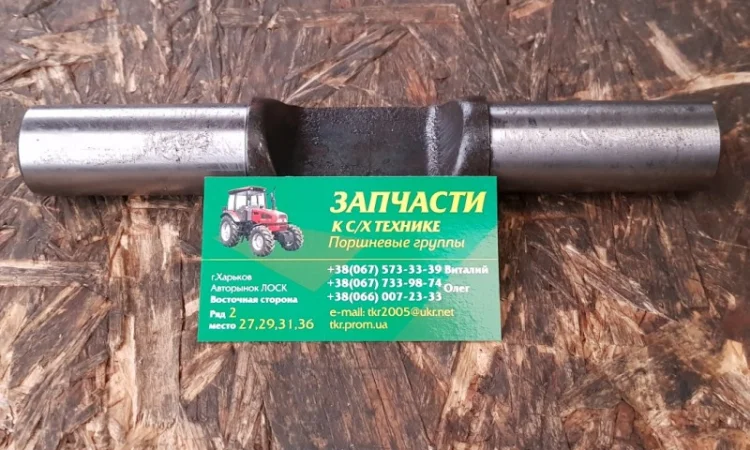 ЗАПЧАСТИ
К С/Х ТЕХНИКЕ
Поршневые группы
г.Харьков
Авторынок ЛОСК
Восточная сторона
Ряд 2
место 27,29,31,36
+38(067) 573-33-39 Виталий
+38(067) 733-98-74
Олег
+38(066) 007-23-33
e-mail: tkr2005@ukr.net
tkr.prom.ua